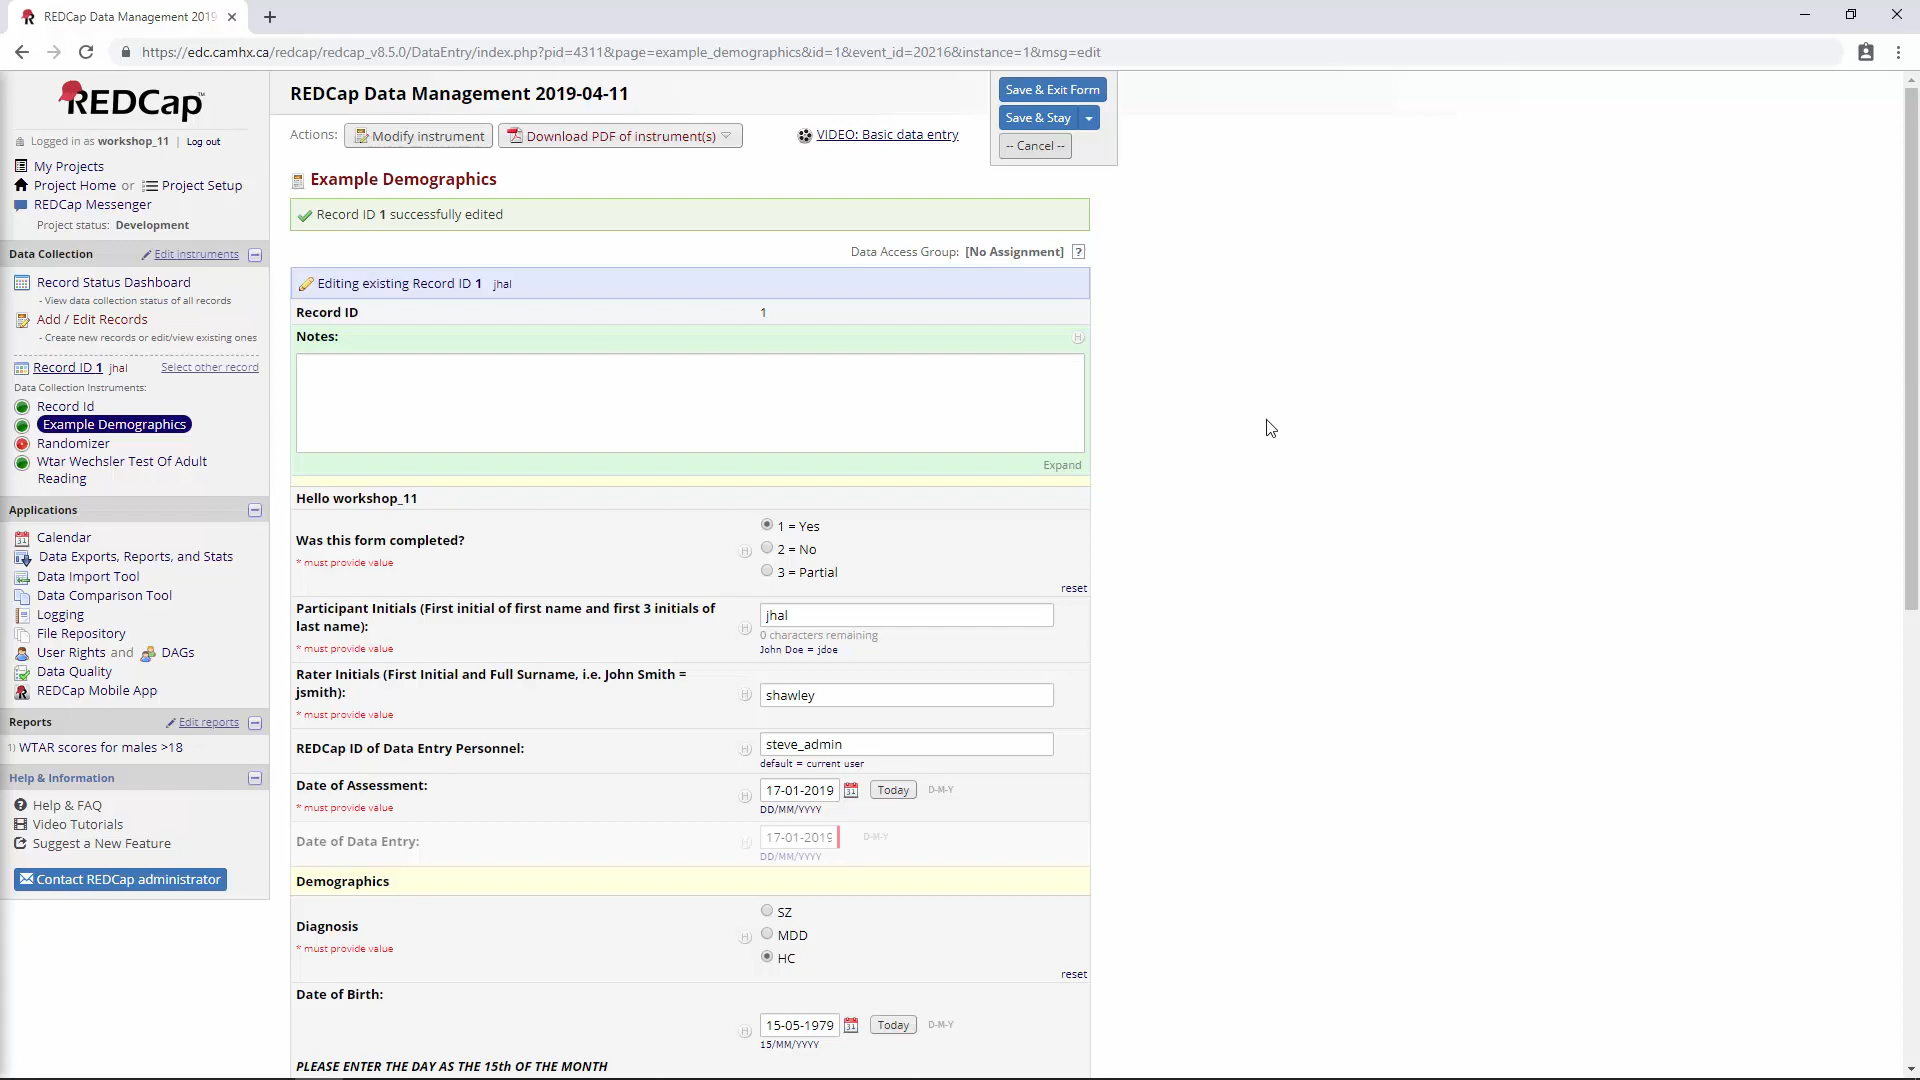 REDCap Data Management 2019
https://edc.camhx.ca/redcap/redcap_v8.5.0/DataEntry/index.php?pid=4311&page=example_demographics&id=1&event_id=20216&instance=1&msg=edit
REDCap™
Logged in as workshop_11 | Log out
My Projects
Project Home or Project Setup
REDCap Messenger
Project status: Development
Data Collection
Edit instruments
Record Status Dashboard
- View data collection status of all records
Add / Edit Records
- Create new records or edit/view existing ones
Record ID 1 jhal
Select other record
Data Collection Instruments:
Record Id
Example Demographics
Randomizer
Wtar Wechsler Test Of Adult
Reading
Applications
Calendar
Data Exports, Reports, and Stats
Data Import Tool
Data Comparison Tool
Logging
File Repository
User Rights and DAGs
Data Quality
REDCap Mobile App
Reports
Edit reports
1) WTAR scores for males >18
Help & Information
Help & FAQ
Video Tutorials
Suggest a New Feature
Contact REDCap administrator
REDCap Data Management 2019-04-11
Actions:
Modify instrument
Download PDF of instrument(s)
VIDEO: Basic data entry
Save & Exit Form
Save & Stay
-- Cancel --
Example Demographics
Record ID 1 successfully edited
Data Access Group: [No Assignment] ?
Editing existing Record ID 1 jhal
Record ID
1
Notes:
H
Expand
Hello workshop_11
Was this form completed?
* must provide value
H
1 = Yes
2 = No
3 = Partial
reset
Participant Initials (First initial of first name and first 3 initials of
last name):
* must provide value
H
jhal
0 characters remaining
John Doe = jdoe
Rater Initials (First Initial and Full Surname, i.e. John Smith =
jsmith):
* must provide value
H
shawley
REDCap ID of Data Entry Personnel:
H
steve_admin
default = current user
Date of Assessment:
* must provide value
H
17-01-2019
31
Today
D-M-Y
DD/MM/YYYY
Date of Data Entry:
H
17-01-2019
D-M-Y
DD/MM/YYYY
Demographics
Diagnosis
* must provide value
H
SZ
MDD
HC
reset
Date of Birth:
H
15-05-1979
31
Today
D-M-Y
15/MM/YYYY
PLEASE ENTER THE DAY AS THE 15th OF THE MONTH